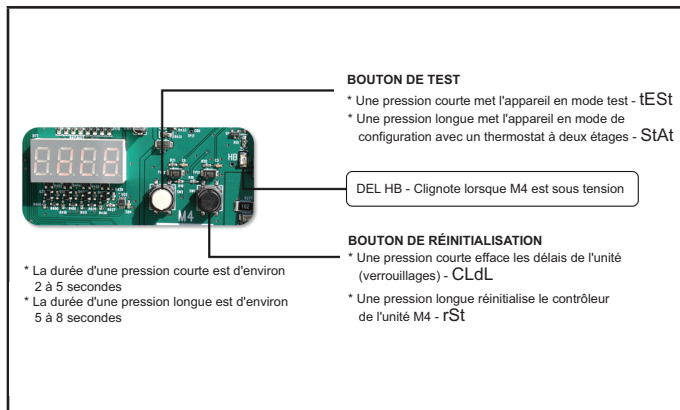 BOUTON DE TEST
* Une pression courte met l'appareil en mode test - tESt
* Une pression longue met l'appareil en mode de
configuration avec un thermostat à deux étages - StAt
DEL HB - Clignote lorsque M4 est sous tension
BOUTON DE RÉINITIALISATION
* Une pression courte efface les délais de l'unité
(verrouillages) - CLdL
* Une pression longue réinitialise le contrôleur
de l'unité M4 - rSt
* La durée d'une pression courte est d'environ
2 à 5 secondes
* La durée d'une pression longue est d'environ
5 à 8 secondes
HB
M4